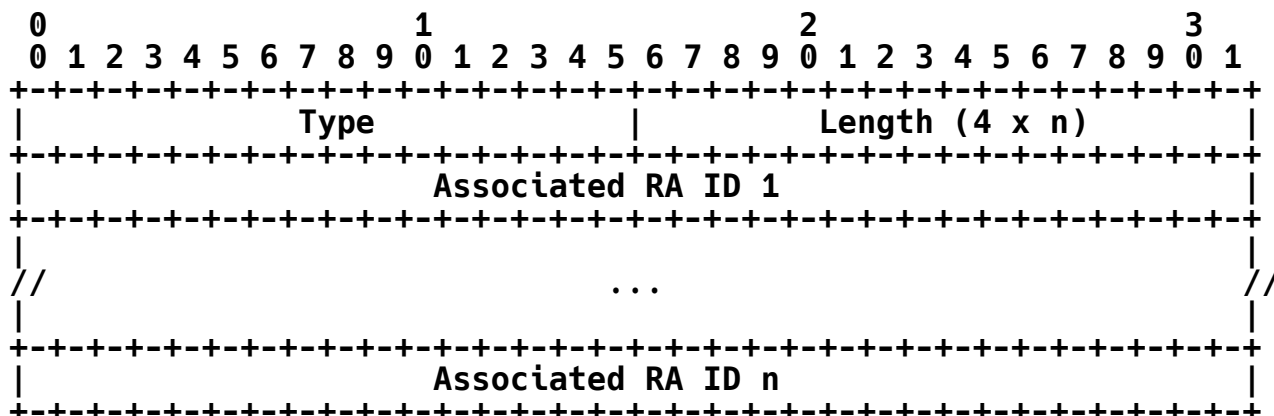 0                   1                   2                   3
 0 1 2 3 4 5 6 7 8 9 0 1 2 3 4 5 6 7 8 9 0 1 2 3 4 5 6 7 8 9 0 1
+-+-+-+-+-+-+-+-+-+-+-+-+-+-+-+-+-+-+-+-+-+-+-+-+-+-+-+-+-+-+-+-+
|              Type             |         Length (4 x n)        |
+-+-+-+-+-+-+-+-+-+-+-+-+-+-+-+-+-+-+-+-+-+-+-+-+-+-+-+-+-+-+-+-+
|                     Associated RA ID 1                        |
+-+-+-+-+-+-+-+-+-+-+-+-+-+-+-+-+-+-+-+-+-+-+-+-+-+-+-+-+-+-+-+-+
|                                                               |
//                             ...                              //
|                                                               |
+-+-+-+-+-+-+-+-+-+-+-+-+-+-+-+-+-+-+-+-+-+-+-+-+-+-+-+-+-+-+-+-+
|                     Associated RA ID n                        |
+-+-+-+-+-+-+-+-+-+-+-+-+-+-+-+-+-+-+-+-+-+-+-+-+-+-+-+-+-+-+-+-+